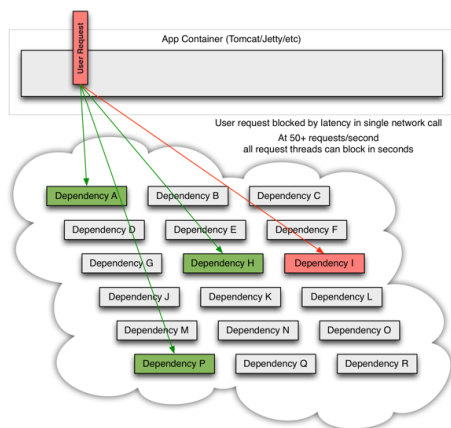 User Request
App Container (Tomcat/Jetty/etc)
User request blocked by latency in single network call
At 50+ requests/second
all request threads can block in seconds
Dependency A
Dependency B
Dependency C
Dependency D
Dependency E
Dependency F
Dependency G
Dependency H
Dependency I
Dependency J
Dependency K
Dependency L
Dependency M
Dependency N
Dependency O
Dependency P
Dependency Q
Dependency R